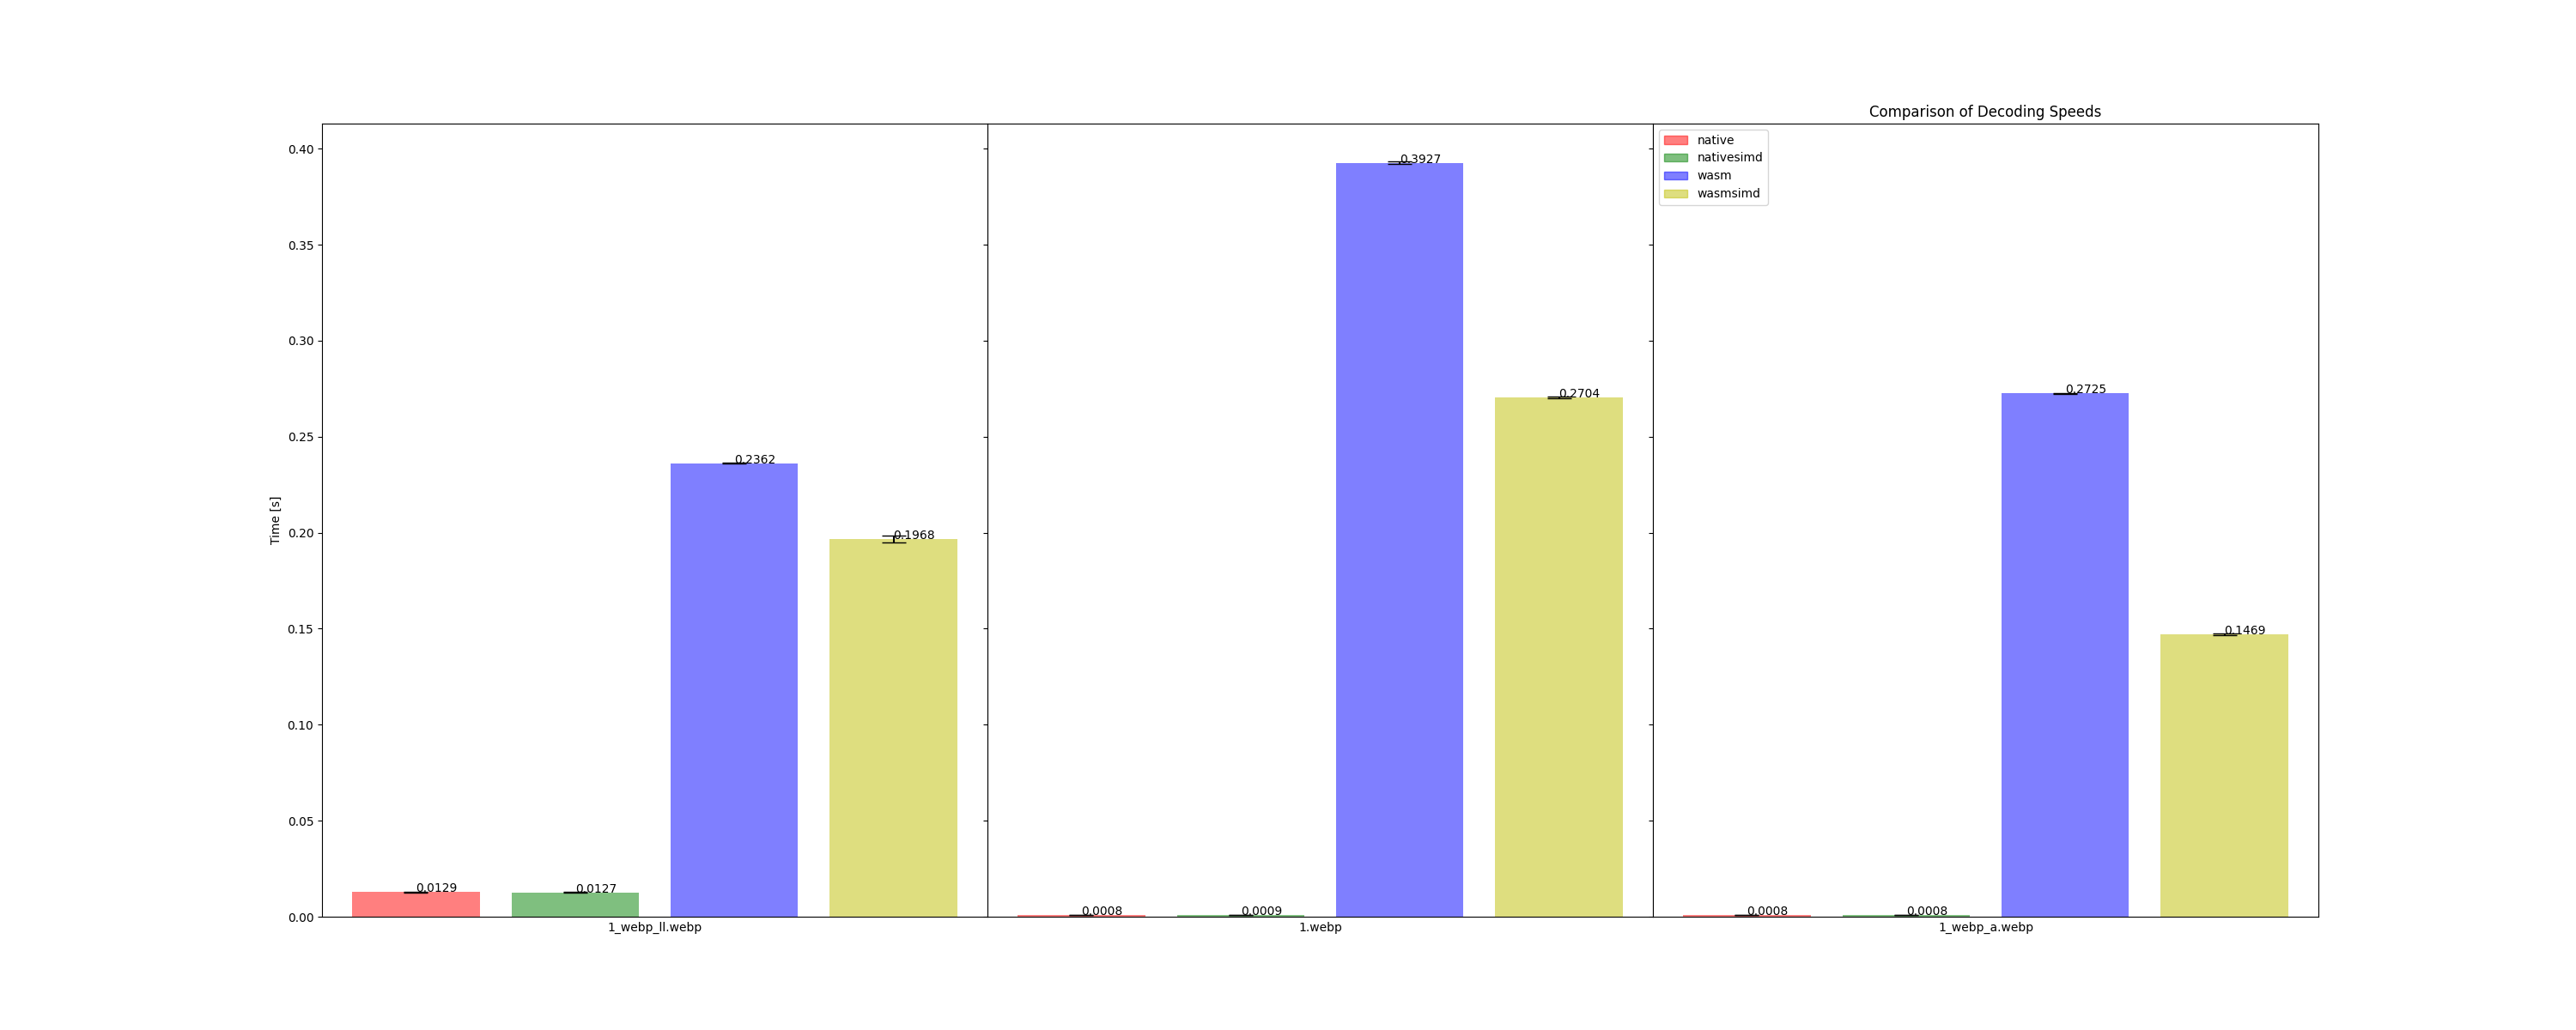 Comparison of Decoding Speeds
native
nativesimd
wasm
wasmsimd
Time [s]
0.40
0.35
0.30
0.25
0.20
0.15
0.10
0.05
0.00
0.0129
0.0127
0.2362
0.1968
1_webp_ll.webp
0.0008
0.0009
0.3927
0.2704
1.webp
0.0008
0.0008
0.2725
0.1469
1_webp_a.webp